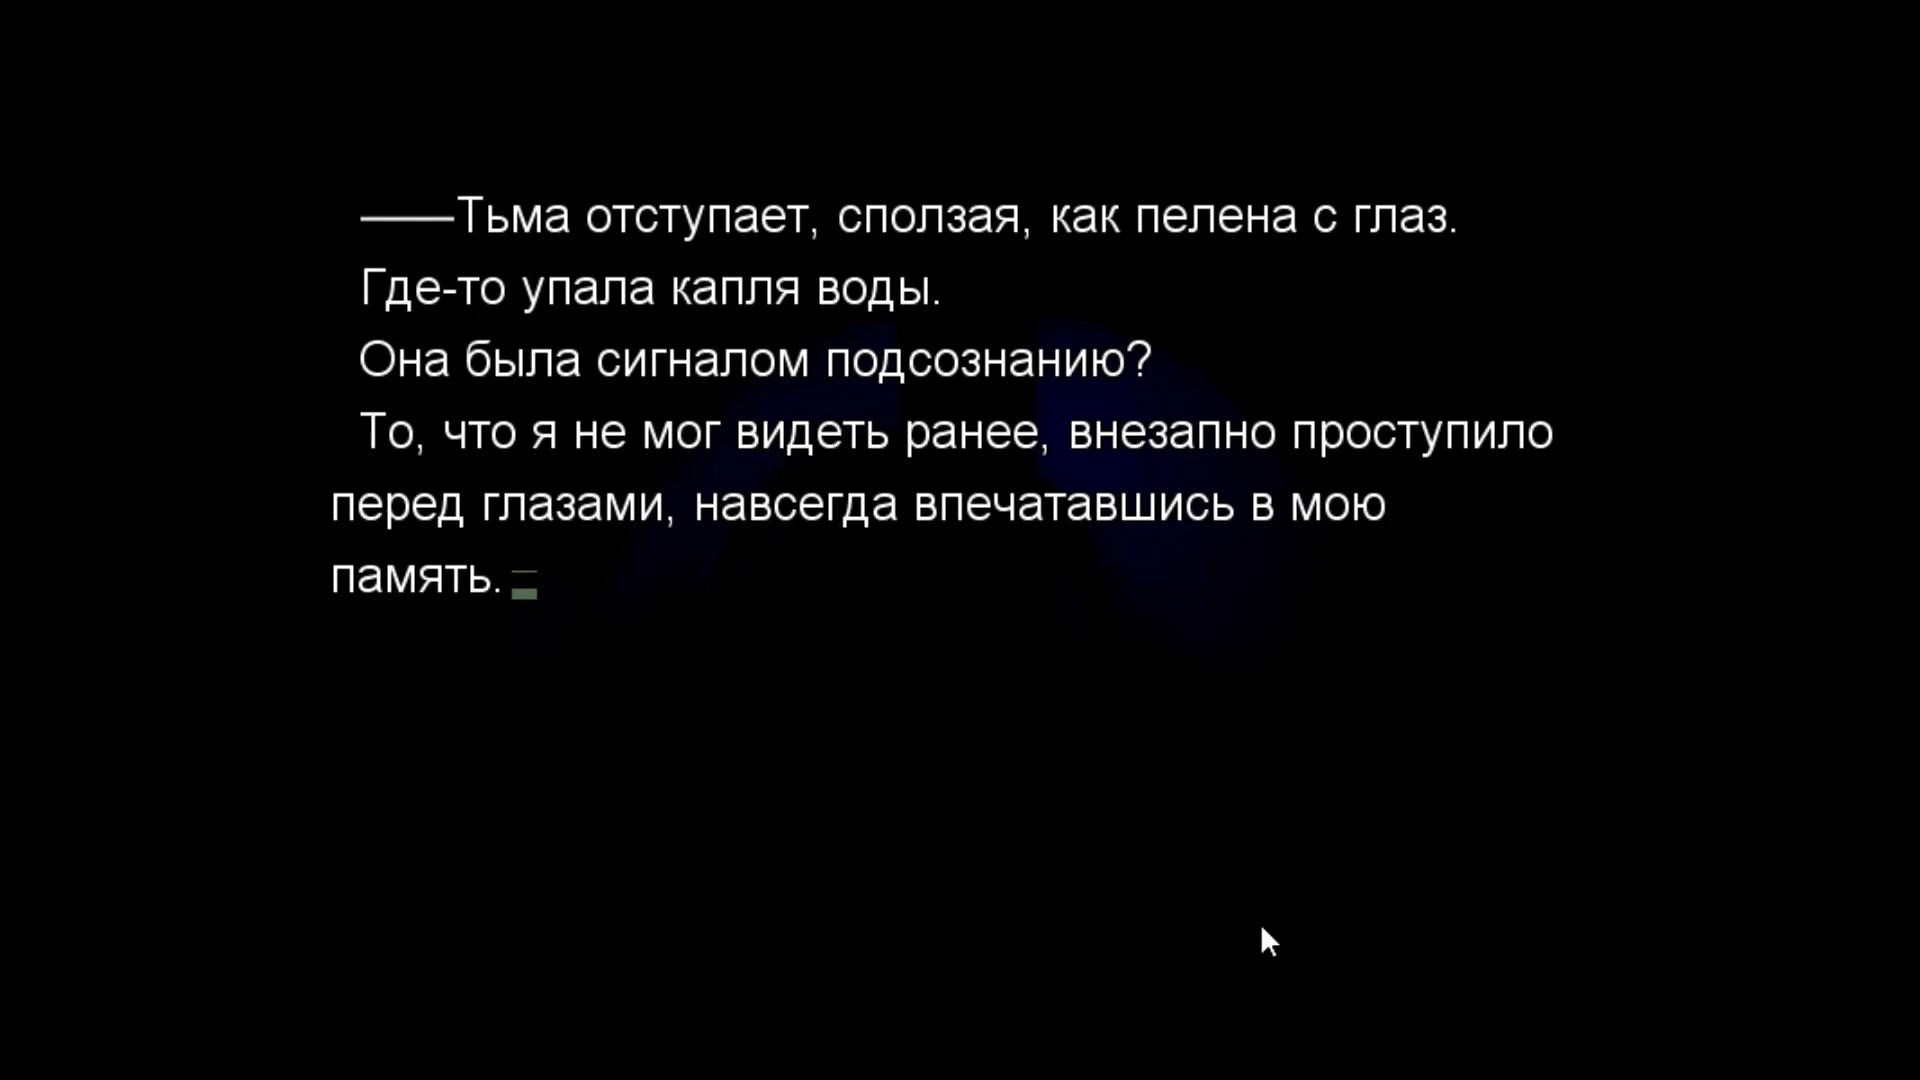 ——Тьма отступает, сползая, как пелена с глаз.
Где-то упала капля воды.
Она была сигналом подсознанию?
То, что я не мог видеть ранее, внезапно проступило
перед глазами, навсегда впечатавшись в мою
память.